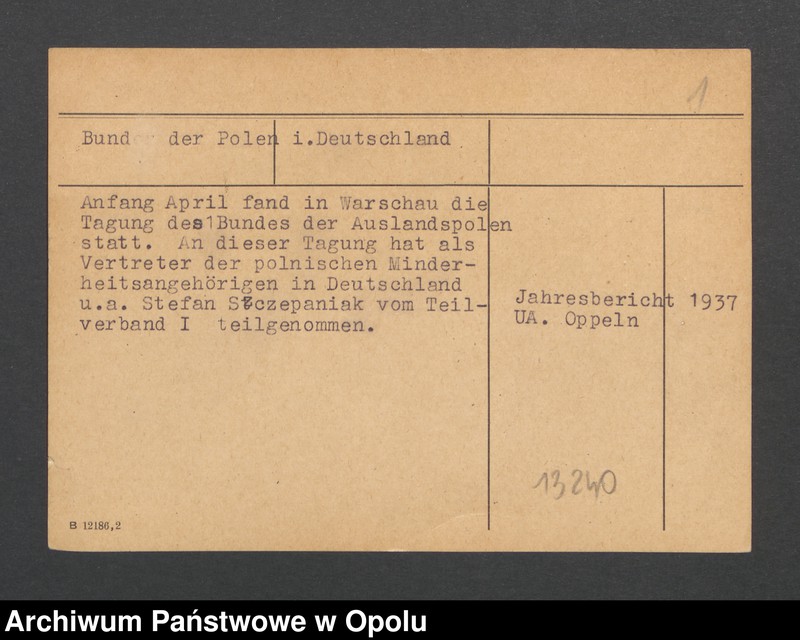 1
Bund der Polen i.Deutschland
Anfang April fand in Warschau die
Tagung des1Bundes der Auslandspolen
statt. An dieser Tagung hat als
Vertreter der polnischen Minder-
heitsangehörigen in Deutschland
u.a. Stefan Szczepaniak vom Teil-
verband I teilgenommen.
Jahresbericht 1937
UA. Oppeln
13240
B 12186,2
Archiwum Państwowe w Opolu